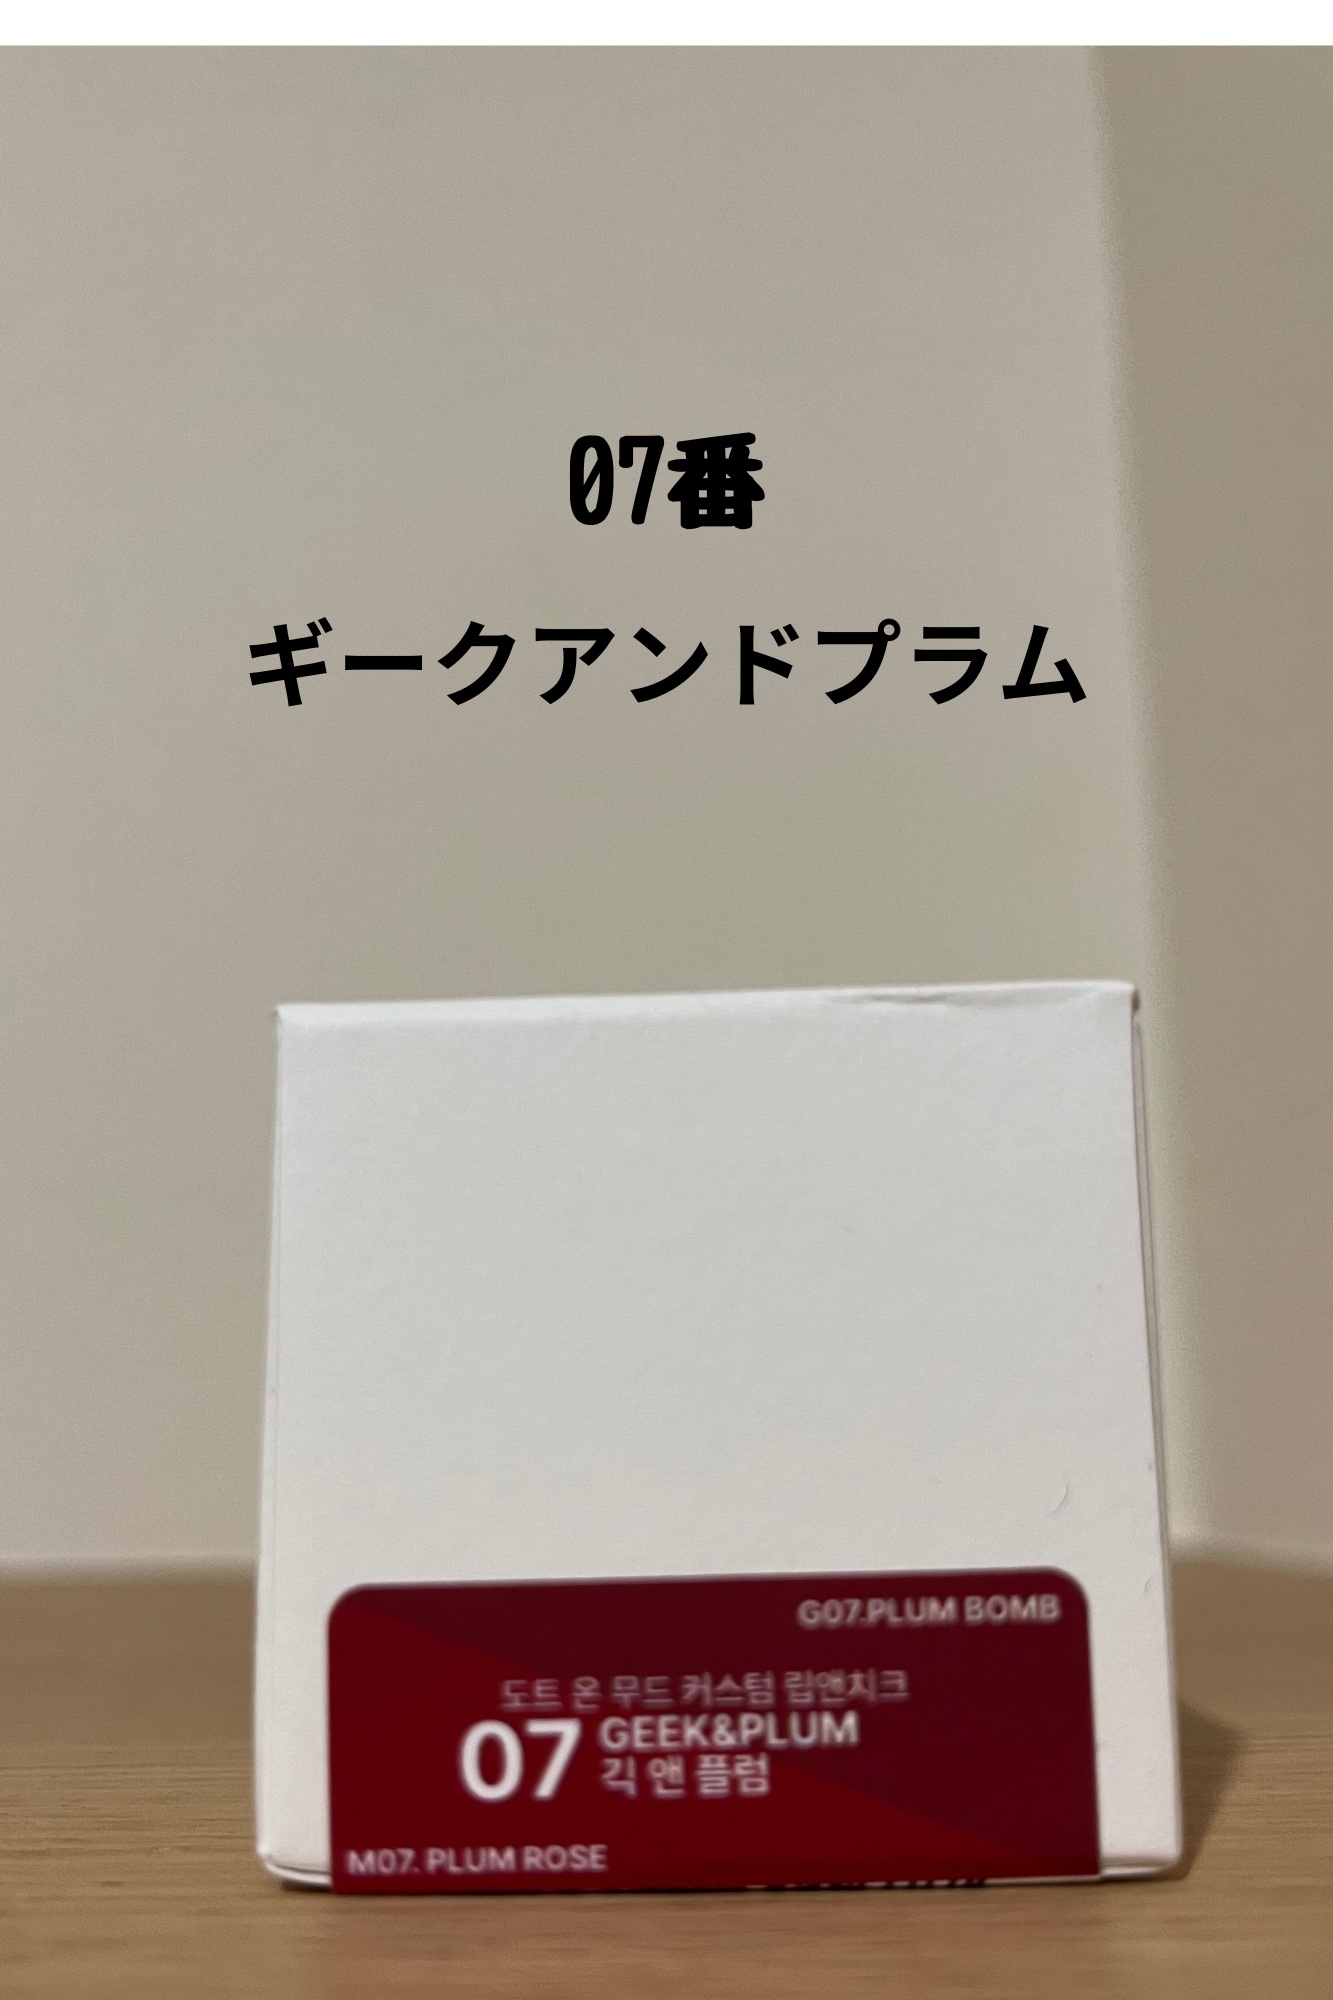 07番
ギークアンドプラム
G07.PLUM BOMB
도트 온 무드 커스텀 립앤치크
07 GEEK&PLUM
긱 앤 플럼
M07. PLUM ROSE